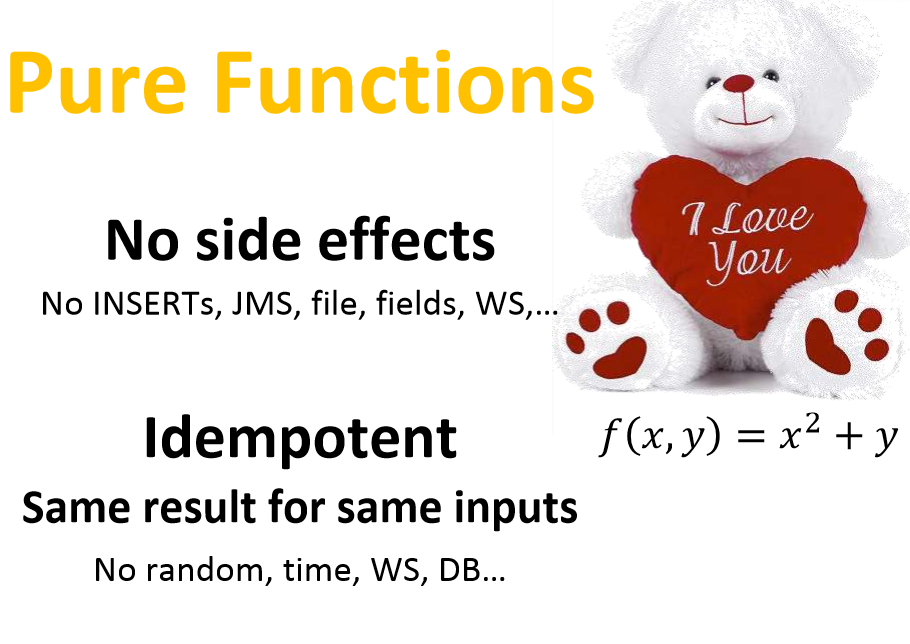 Pure Functions
I Love
You
No side effects
No INSERTs, JMS, file, fields, WS,...
Idempotent
f(x, y) = x² + y
Same result for same inputs
No random, time, WS, DB...